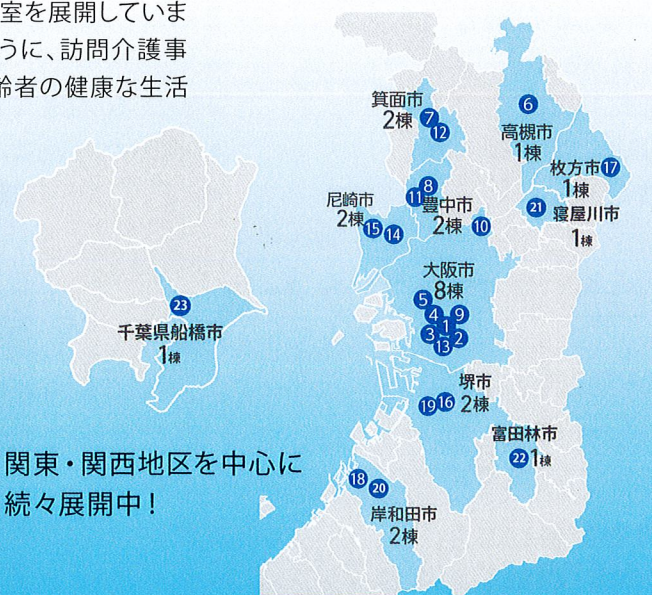 室を展開していま
うに、訪問介護事
齢者の健康な生活
箕面市
2棟
7
12
6
高槻市
1棟
枚方市
17
1棟
尼崎市
2棟
15
14
8
11
豊中市
2棟
10
21
寝屋川市
1棟
大阪市
8棟
5
4
9
1
3
2
13
23
千葉県船橋市
1棟
堺市
2棟
19
16
富田林市
22
1棟
関東・関西地区を中心に
続々展開中!
18
20
岸和田市
2棟